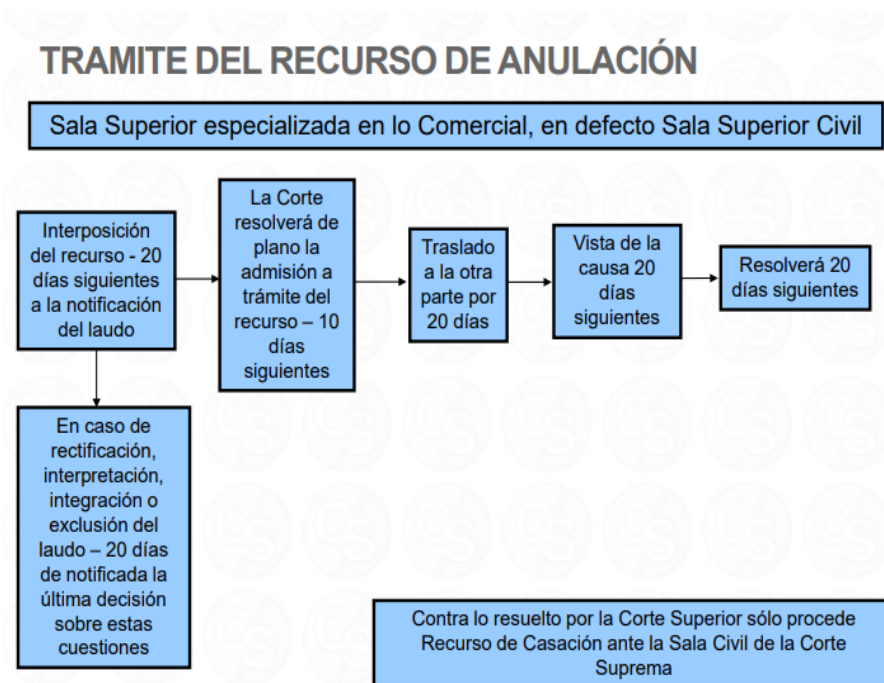 TRAMITE DEL RECURSO DE ANULACIÓN
Sala Superior especializada en lo Comercial, en defecto Sala Superior Civil
Interposición
del recurso - 20
días siguientes
a la notificación
del laudo
La Corte
resolverá de
plano la
admisión a
trámite del
recurso – 10
días
siguientes
Traslado
a la otra
parte por
20 días
Vista de la
causa 20
días
siguientes
Resolverá 20
días siguientes
En caso de
rectificación,
interpretación,
integración o
exclusión del
laudo – 20 días
de notificada la
última decisión
sobre estas
cuestiones
Contra lo resuelto por la Corte Superior sólo procede
Recurso de Casación ante la Sala Civil de la Corte
Suprema